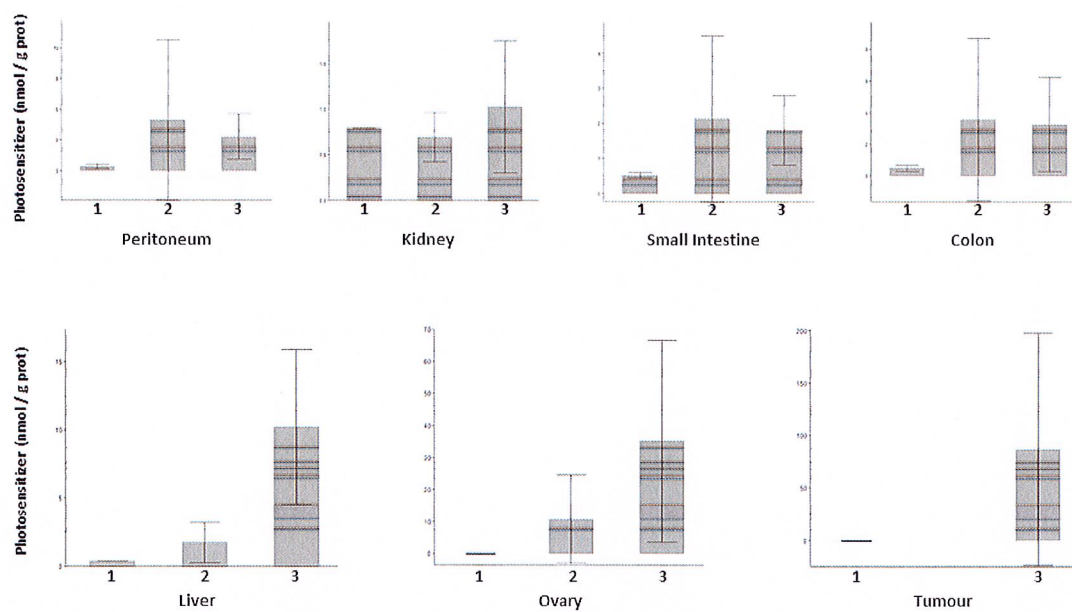 Photosensitizer (nmol / g prot)
1 2 3
Peritoneum
1 2 3
Kidney
1 2 3
Small Intestine
1 2 3
Colon
Photosensitizer (nmol / g prot)
15
10
5
0
1 2 3
Liver
70
60
50
40
30
20
10
0
1 2 3
Ovary
200
150
100
50
0
1 3
Tumour